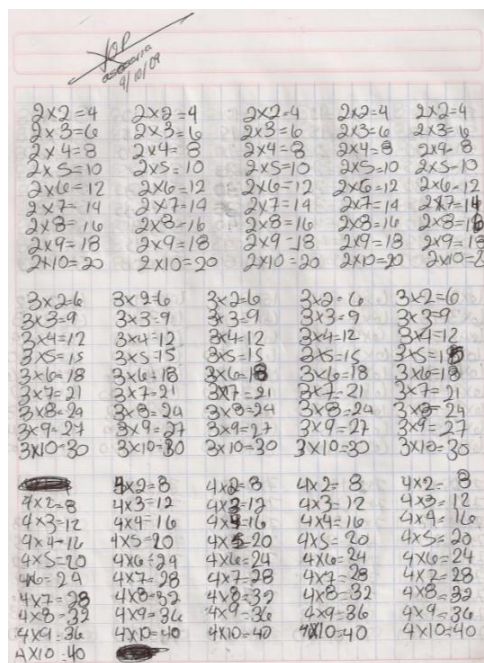 asesoria
9/10/09
2x2=4 2x2=4 2x2=4 2x2=4 2x2=4
2x3=6 2x3=6 2x3=6 2x3=6 2x3=6
2x4=8 2x4=8 2x4=8 2x4=8 2x4=8
2x5=10 2x5=10 2x5=10 2x5=10 2x5=10
2x6=12 2x6=12 2x6=12 2x6=12 2x6=12
2x7=14 2x7=14 2x7=14 2x7=14 2x7=14
2x8=16 2x8=16 2x8=16 2x8=16 2x8=16
2x9=18 2x9=18 2x9=18 2x9=18 2x9=18
2x10=20 2x10=20 2x10=20 2x10=20 2x10=2
3x2=6 3x2=6 3x2=6 3x2=6 3x2=6
3x3=9 3x3=9 3x3=9 3x3=9 3x3=9
3x4=12 3x4=12 3x4=12 3x4=12 3x4=12
3x5=15 3x5=15 3x5=15 3x5=15 3x5=15
3x6=18 3x6=18 3x6=18 3x6=18 3x6=18
3x7=21 3x7=21 3x7=21 3x7=21 3x7=21
3x8=24 3x8=24 3x8=24 3x8=24 3x8=24
3x9=27 3x9=27 3x9=27 3x9=27 3x9=27
3x10=30 3x10=30 3x10=30 3x10=30 3x10=30
4x2=8 4x2=8 4x2=8 4x2=8
4x2=8 4x3=12 4x3=12 4x3=12 4x3=12
4x3=12 4x4=16 4x4=16 4x4=16 4x4=16
4x4=16 4x5=20 4x5=20 4x5=20 4x5=20
4x5=20 4x6=24 4x6=24 4x6=24 4x6=24
4x6=24 4x7=28 4x7=28 4x7=28 4x7=28
4x7=28 4x8=32 4x8=32 4x8=32 4x8=32
4x8=32 4x9=36 4x9=36 4x9=36 4x9=36
4x9=36 4x10=40 4x10=40 4x10=40 4x10=40
4x10=40